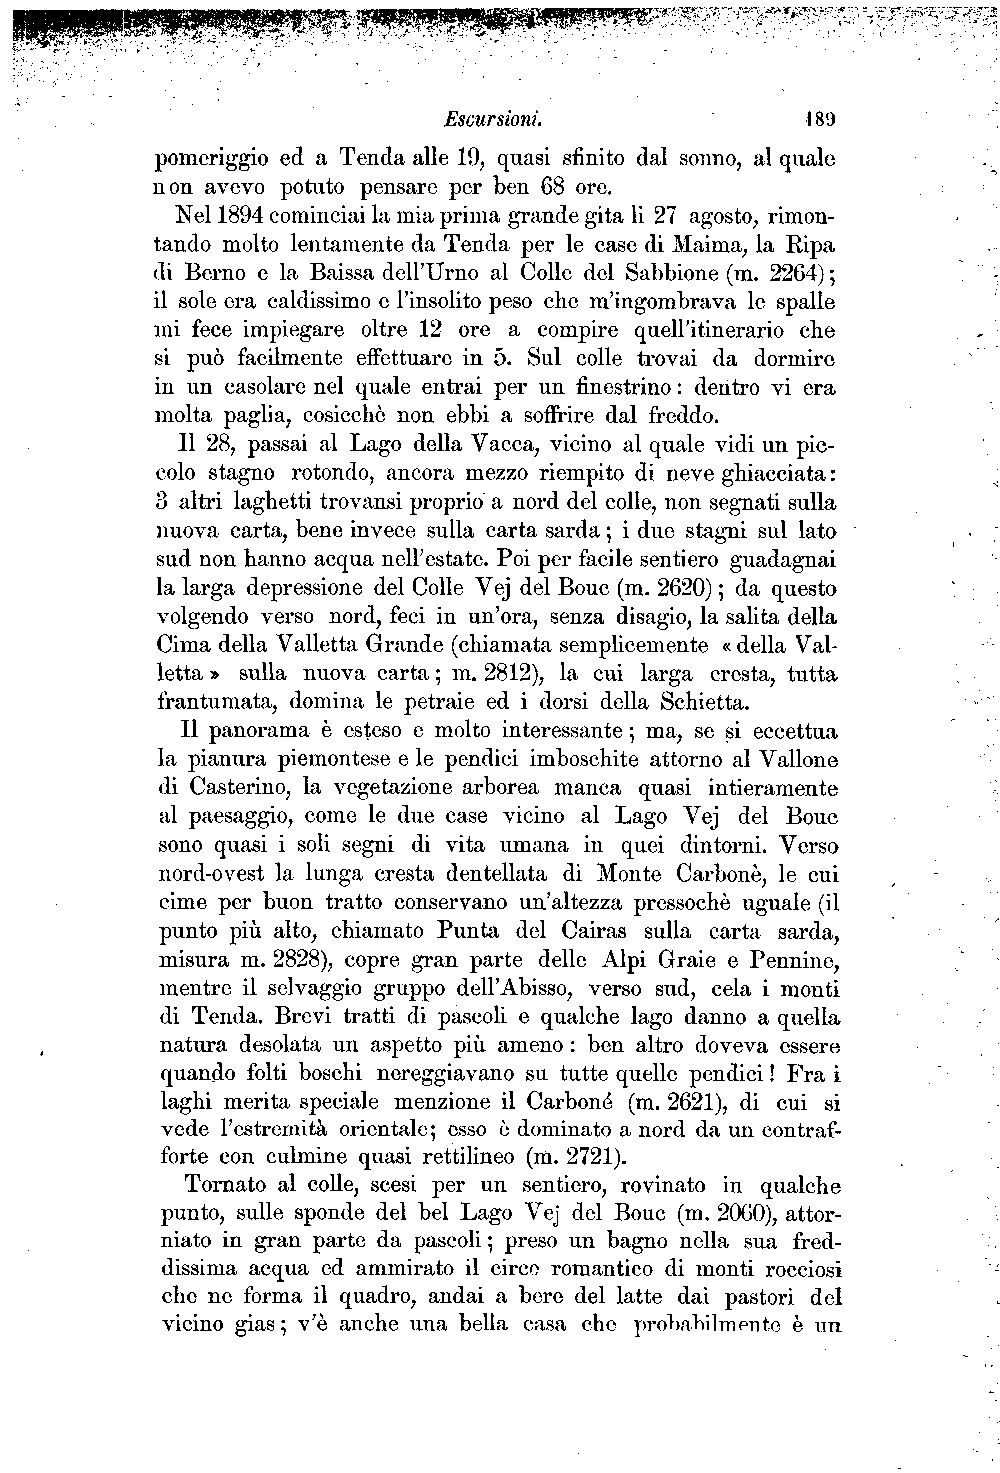 Escursioni. 189
pomeriggio ed a Tenda alle 19, quasi sfinito dal sonno, al quale
non avevo potuto pensare per ben 68 ore.
Nel 1894 cominciai la mia prima grande gita li 27 agosto, rimon-
tando molto lentamente da Tenda per le case di Maima, la Ripa
di Berno e la Baissa dell'Urno al Colle del Sabbione (m. 2264);
il sole era caldissimo e l'insolito peso che m'ingombrava le spalle
mi fece impiegare oltre 12 ore a compire quell'itinerario che
si può facilmente effettuare in 5. Sul colle trovai da dormire
in un casolare nel quale entrai per un finestrino: dentro vi era
molta paglia, cosicchè non ebbi a soffrire dal freddo.
Il 28, passai al Lago della Vacca, vicino al quale vidi un pic-
colo stagno rotondo, ancora mezzo riempito di neve ghiacciata:
3 altri laghetti trovansi proprio a nord del colle, non segnati sulla
nuova carta, bene invece sulla carta sarda; i due stagni sul lato
sud non hanno acqua nell'estate. Poi per facile sentiero guadagnai
la larga depressione del Colle Vej del Bouc (m. 2620); da questo
volgendo verso nord, feci in un'ora, senza disagio, la salita della
Cima della Valletta Grande (chiamata semplicemente « della Val-
letta » sulla nuova carta; m. 2812), la cui larga cresta, tutta
frantumata, domina le petraie ed i dorsi della Schietta.
Il panorama è esteso e molto interessante; ma, se si eccettua
la pianura piemontese e le pendici imboschite attorno al Vallone
di Casterino, la vegetazione arborea manca quasi intieramente
al paesaggio, come le due case vicino al Lago Vej del Bouc
sono quasi i soli segni di vita umana in quei dintorni. Verso
nord-ovest la lunga cresta dentellata di Monte Carbonè, le cui
cime per buon tratto conservano un'altezza pressochè uguale (il
punto più alto, chiamato Punta del Cairas sulla carta sarda,
misura m. 2828), copre gran parte delle Alpi Graie e Pennine,
mentre il selvaggio gruppo dell'Abisso, verso sud, cela i monti
di Tenda. Brevi tratti di pascoli e qualche lago danno a quella
natura desolata un aspetto più ameno: ben altro doveva essere
quando folti boschi nereggiavano su tutte quelle pendici! Fra i
laghi merita speciale menzione il Carboné (m. 2621), di cui si
vede l'estremità orientale; esso è dominato a nord da un contraf-
forte con culmine quasi rettilineo (m. 2721).
Tornato al colle, scesi per un sentiero, rovinato in qualche
punto, sulle sponde del bel Lago Vej del Bouc (m. 2060), attor-
niato in gran parte da pascoli; preso un bagno nella sua fred-
dissima acqua ed ammirato il circo romantico di monti rocciosi
che ne forma il quadro, andai a bere del latte dai pastori del
vicino gias; v'è anche una bella casa che probabilmente è un